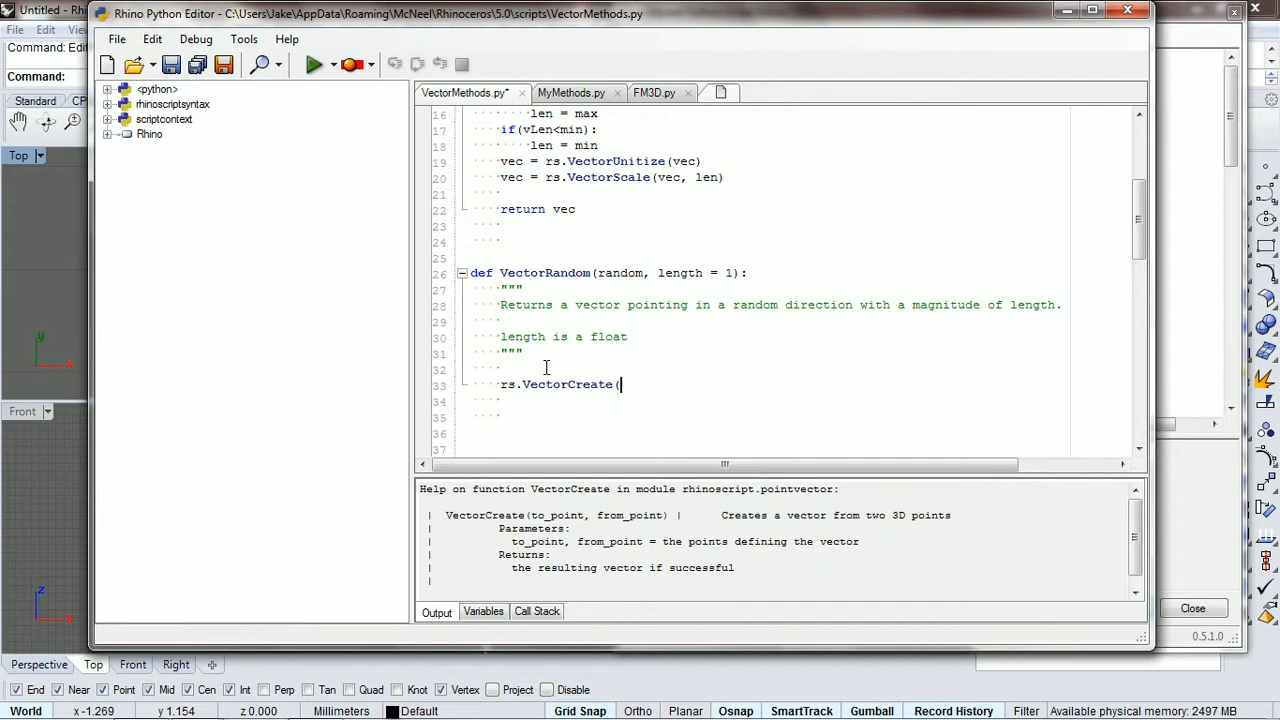 Untitled - Rhi
Rhino Python Editor - C:\Users\Jake\AppData\Roaming\McNeel\Rhinoceros\5.0\scripts\VectorMethods.py
File Edit
Command: Edi
Command:
Standard
Top
Front
File Edit Debug Tools Help
<python>
rhinoscriptsyntax
scriptcontext
Rhino
VectorMethods.py* MyMethods.py FM3D.py
16 len = max
17 if(vLen<min):
18 len = min
19 vec = rs.VectorUnitize(vec)
20 vec = rs.VectorScale(vec, len)
21
22 return vec
23
24
25
26 def VectorRandom(random, length = 1):
27 """
28 Returns a vector pointing in a random direction with a magnitude of length.
29
30 length is a float
31 """
32
33 rs.VectorCreate(
34
35
36
37
Help on function VectorCreate in module rhinoscript.pointvector:
| VectorCreate(to_point, from_point) | Creates a vector from two 3D points
| Parameters:
| to_point, from_point = the points defining the vector
| Returns:
| the resulting vector if successful
|
Output Variables Call Stack
Close
0.5.1.0
y
x
z
x
Perspective Top Front Right
End Near Point Mid Cen Int Perp Tan Quad Knot Vertex Project Disable
World x -1.269 y 1.154 z 0.000 Millimeters Default Grid Snap Ortho Planar Osnap SmartTrack Gumball Record History Filter Available physical memory: 2497 MB